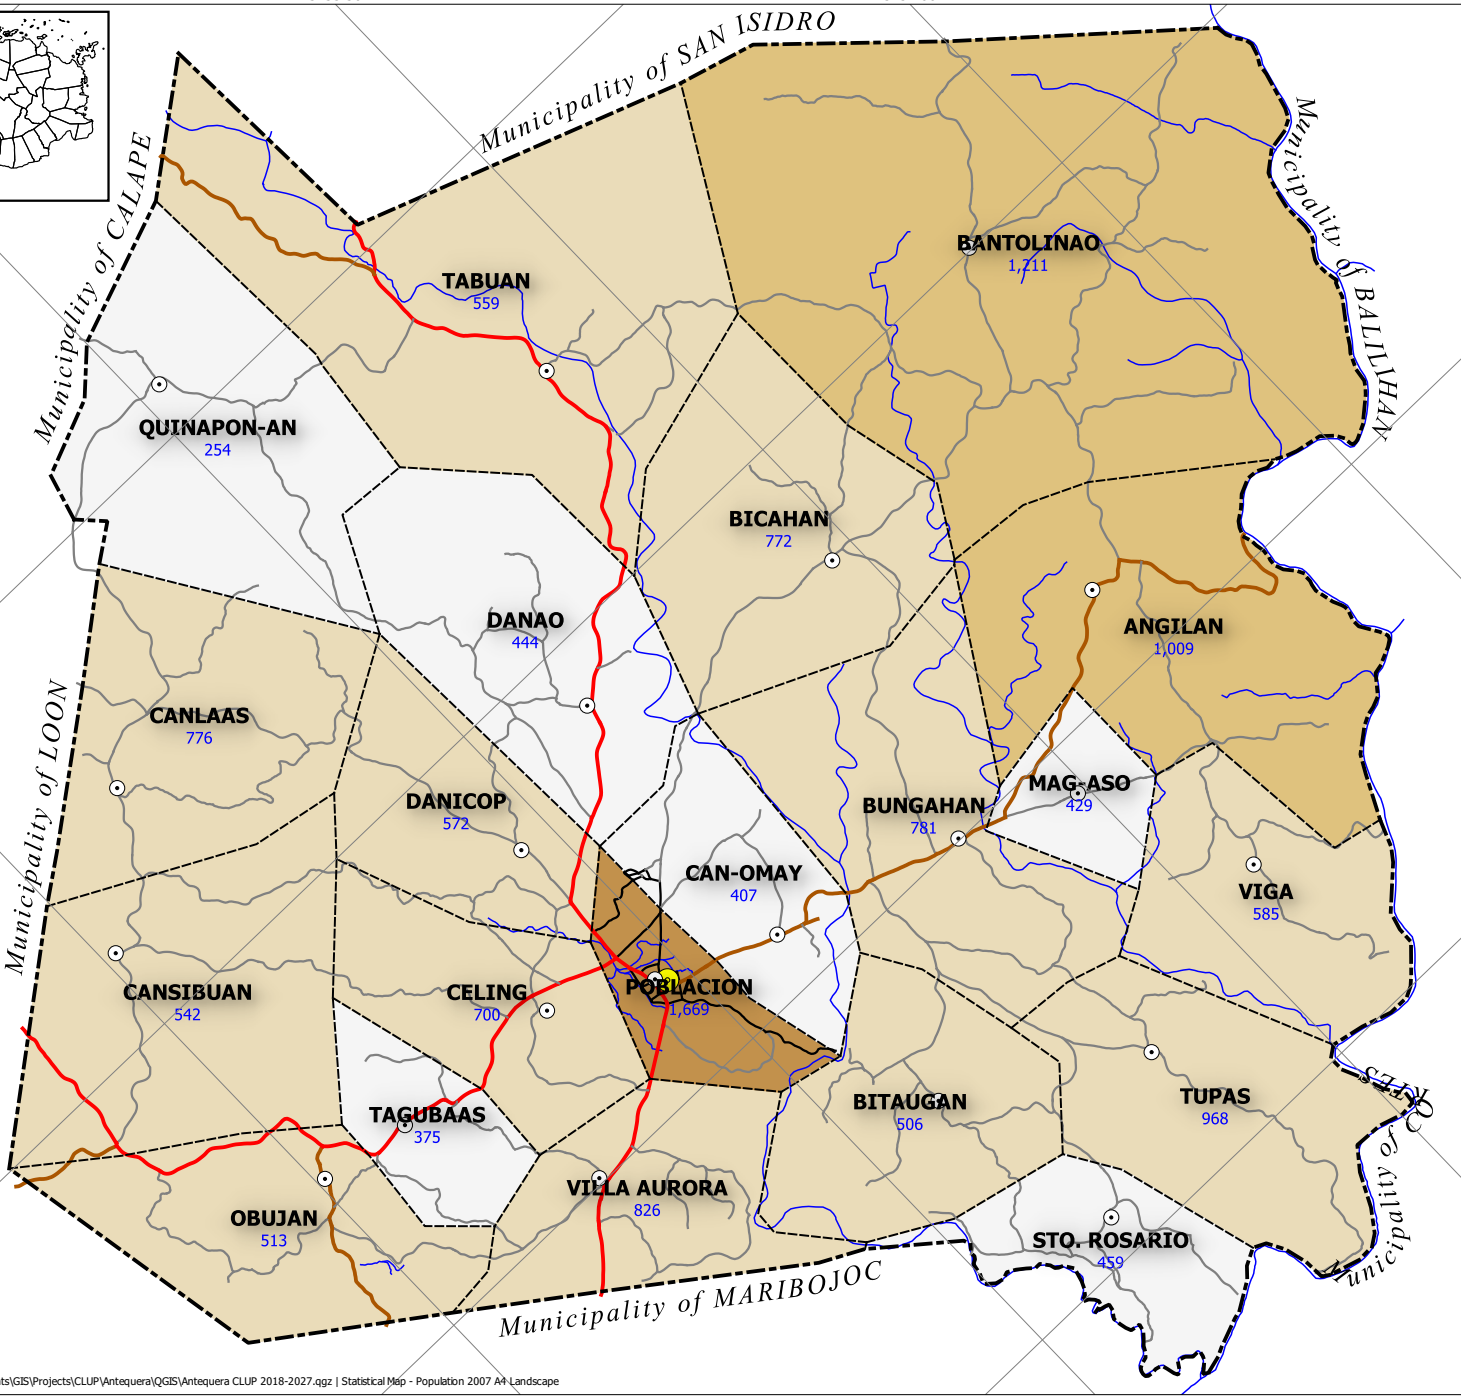 Municipality of SAN ISIDRO
Municipality of CALAPE
Municipality of BALILIHAN
BANTOLINAO
1,211
TABUAN
559
QUINAPON-AN
254
BICAHAN
772
DANAO
444
ANGILAN
1,009
Municipality of LOON
CANLAAS
776
DANICOP
572
MAG-ASO
429
BUNGAHAN
781
CAN-OMAY
407
VIGA
585
CANSIBUAN
542
CELING
700
POBLACION
1,669
TAGUBAAS
375
BITAUGAN
506
TUPAS
968
Municipality of
VILLA AURORA
826
OBUJAN
513
STO. ROSARIO
459
Municipality of MARIBOJOC
ts\GIS\Projects\CLUP\Antequera\QGIS\Antequera CLUP 2018-2027.qgz | Statistical Map - Population 2007 A4 Landscape